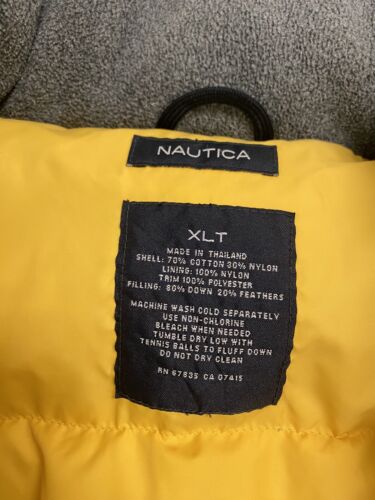 NAUTICA
XLT
MADE IN THAILAND
SHELL: 70% COTTON 30% NYLON
LINING: 100% NYLON
TRIM 100% POLYESTER
FILLING: 80% DOWN 20% FEATHERS
MACHINE WASH COLD SEPARATELY
USE NON-CHLORINE
BLEACH WHEN NEEDED
TUMBLE DRY LOW WITH
TENNIS BALLS TO FLUFF DOWN
DO NOT DRY CLEAN
RN 67835 CA 07415